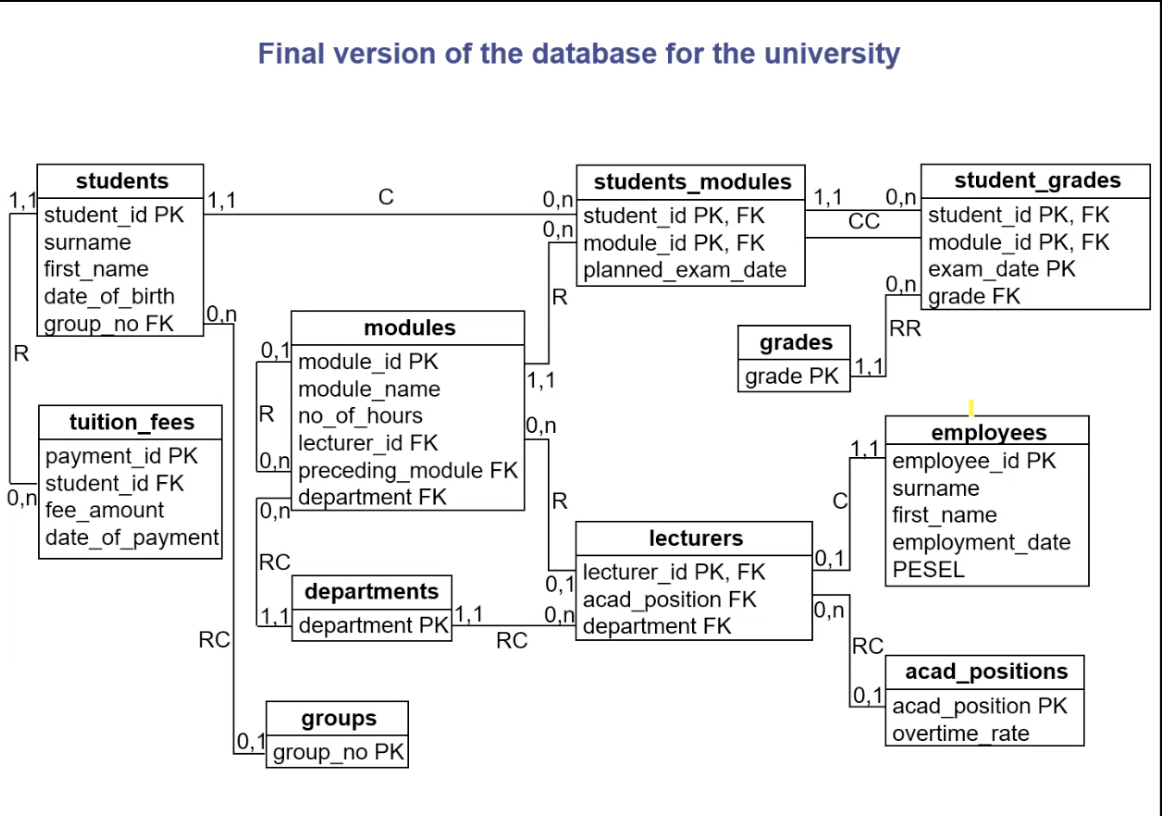 Final version of the database for the university
students
student_id PK
surname
first_name
date_of_birth
group_no FK
1,1
1,1
C
0,n
students_modules
student_id PK, FK
module_id PK, FK
planned_exam_date
0,n
1,1
0,n
CC
student_grades
student_id PK, FK
module_id PK, FK
exam_date PK
grade FK
0,n
RR
grades
grade PK
1,1
R
0,n
R
modules
module_id PK
module_name
no_of_hours
lecturer_id FK
preceding_module FK
department FK
0,1
R
0,n
0,n
1,1
0,n
tuition_fees
payment_id PK
student_id FK
fee_amount
date_of_payment
0,n
employees
employee_id PK
surname
first_name
employment_date
PESEL
1,1
C
0,1
R
0,1
lecturers
lecturer_id PK, FK
acad_position FK
department FK
0,n
0,n
RC
departments
department PK
1,1
1,1
RC
RC
RC
0,1
acad_positions
acad_position PK
overtime_rate
groups
group_no PK
0,1